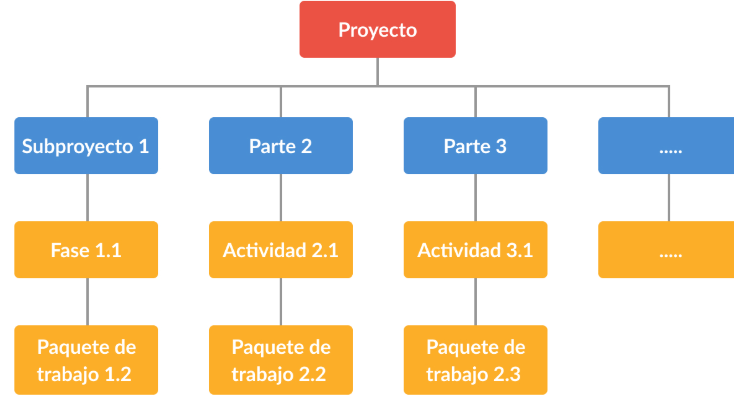 Proyecto
Subproyecto 1
Parte 2
Parte 3
.....
Fase 1.1
Actividad 2.1
Actividad 3.1
.....
Paquete de
trabajo 1.2
Paquete de
trabajo 2.2
Paquete de
trabajo 2.3